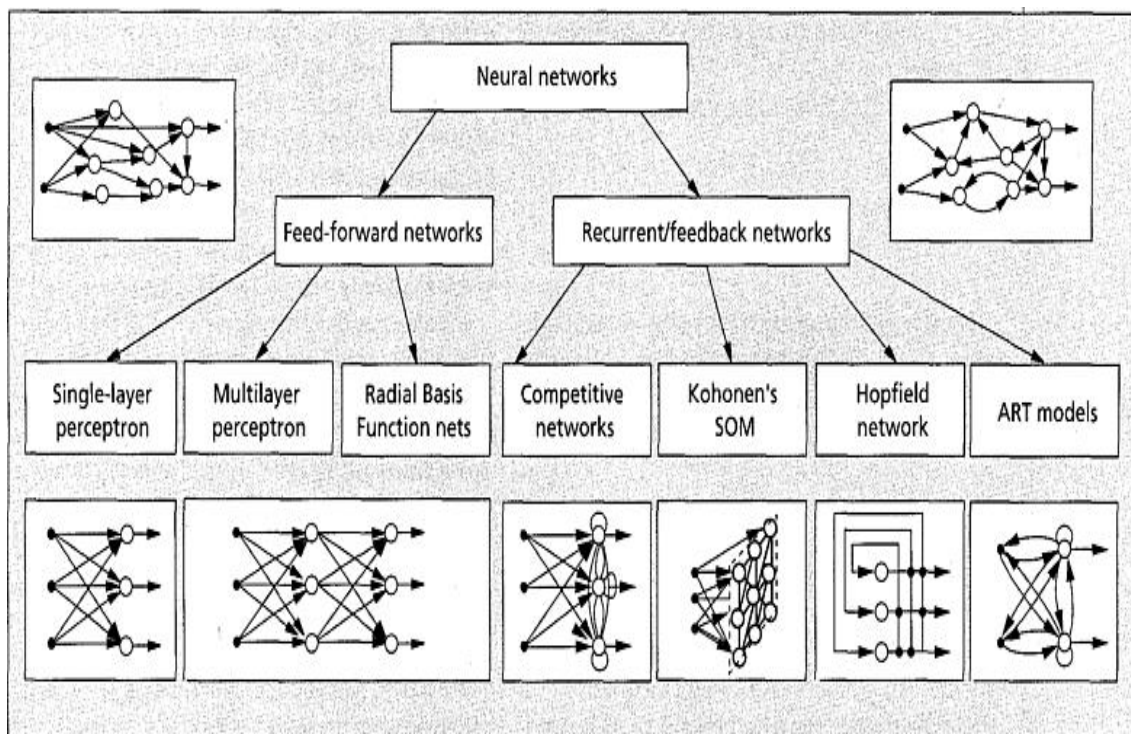 Neural networks
Feed-forward networks
Recurrent/feedback networks
Single-layer
perceptron
Multilayer
perceptron
Radial Basis
Function nets
Competitive
networks
Kohonen's
SOM
Hopfield
network
ART models